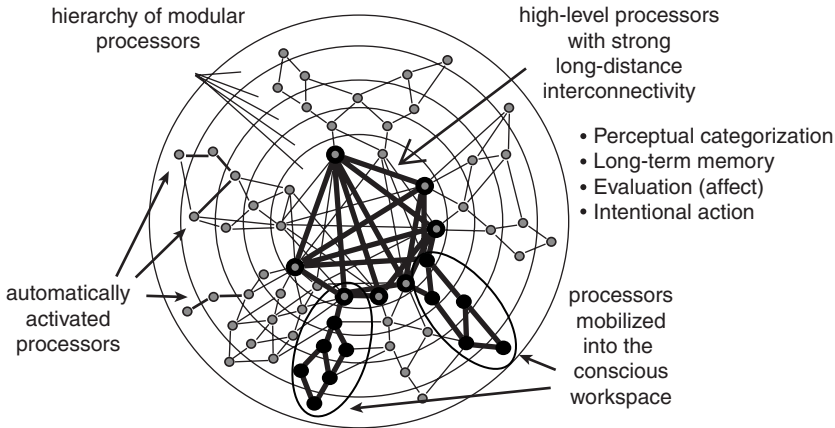 hierarchy of modular
processors
high-level processors
with strong
long-distance
interconnectivity
• Perceptual categorization
• Long-term memory
• Evaluation (affect)
• Intentional action
automatically
activated
processors
processors
mobilized
into the
conscious
workspace